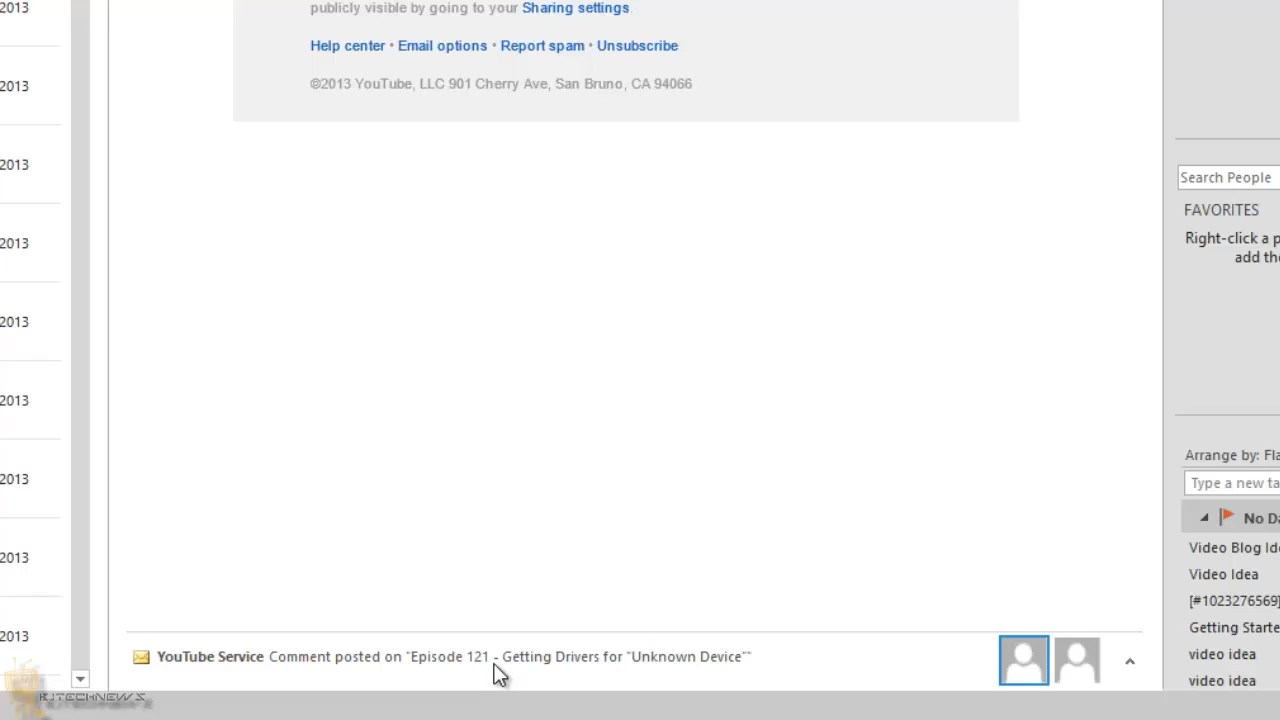 2013
2013
2013
2013
2013
2013
2013
2013
2013
publicly visible by going to your Sharing settings.
Help center • Email options • Report spam • Unsubscribe
©2013 YouTube, LLC 901 Cherry Ave, San Bruno, CA 94066
YouTube Service Comment posted on "Episode 121 - Getting Drivers for "Unknown Device""
Search People
FAVORITES
Right-click a p
add the
Arrange by: Fla
Type a new ta
No Da
Video Blog Ide
Video Idea
[#1023276569]
Getting Starte
video idea
video idea
BJTECHNEWS